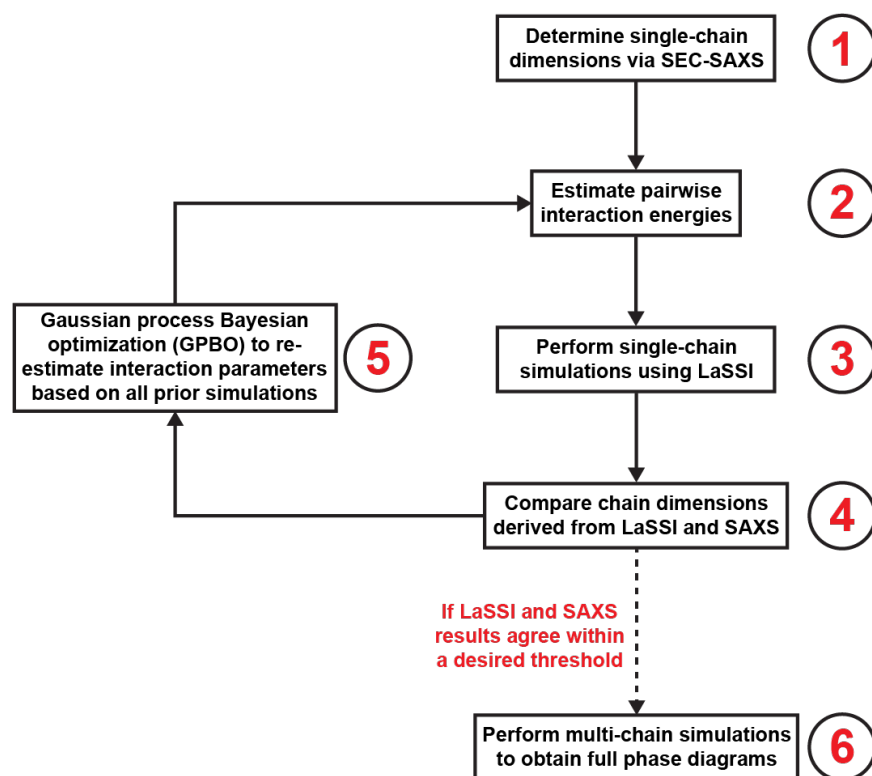 Determine single-chain
dimensions via SEC-SAXS
1
Estimate pairwise
interaction energies
2
Gaussian process Bayesian
optimization (GPBO) to re-
estimate interaction parameters
based on all prior simulations
5
Perform single-chain
simulations using LaSSI
3
Compare chain dimensions
derived from LaSSI and SAXS
4
If LaSSI and SAXS
results agree within
a desired threshold
Perform multi-chain simulations
to obtain full phase diagrams
6